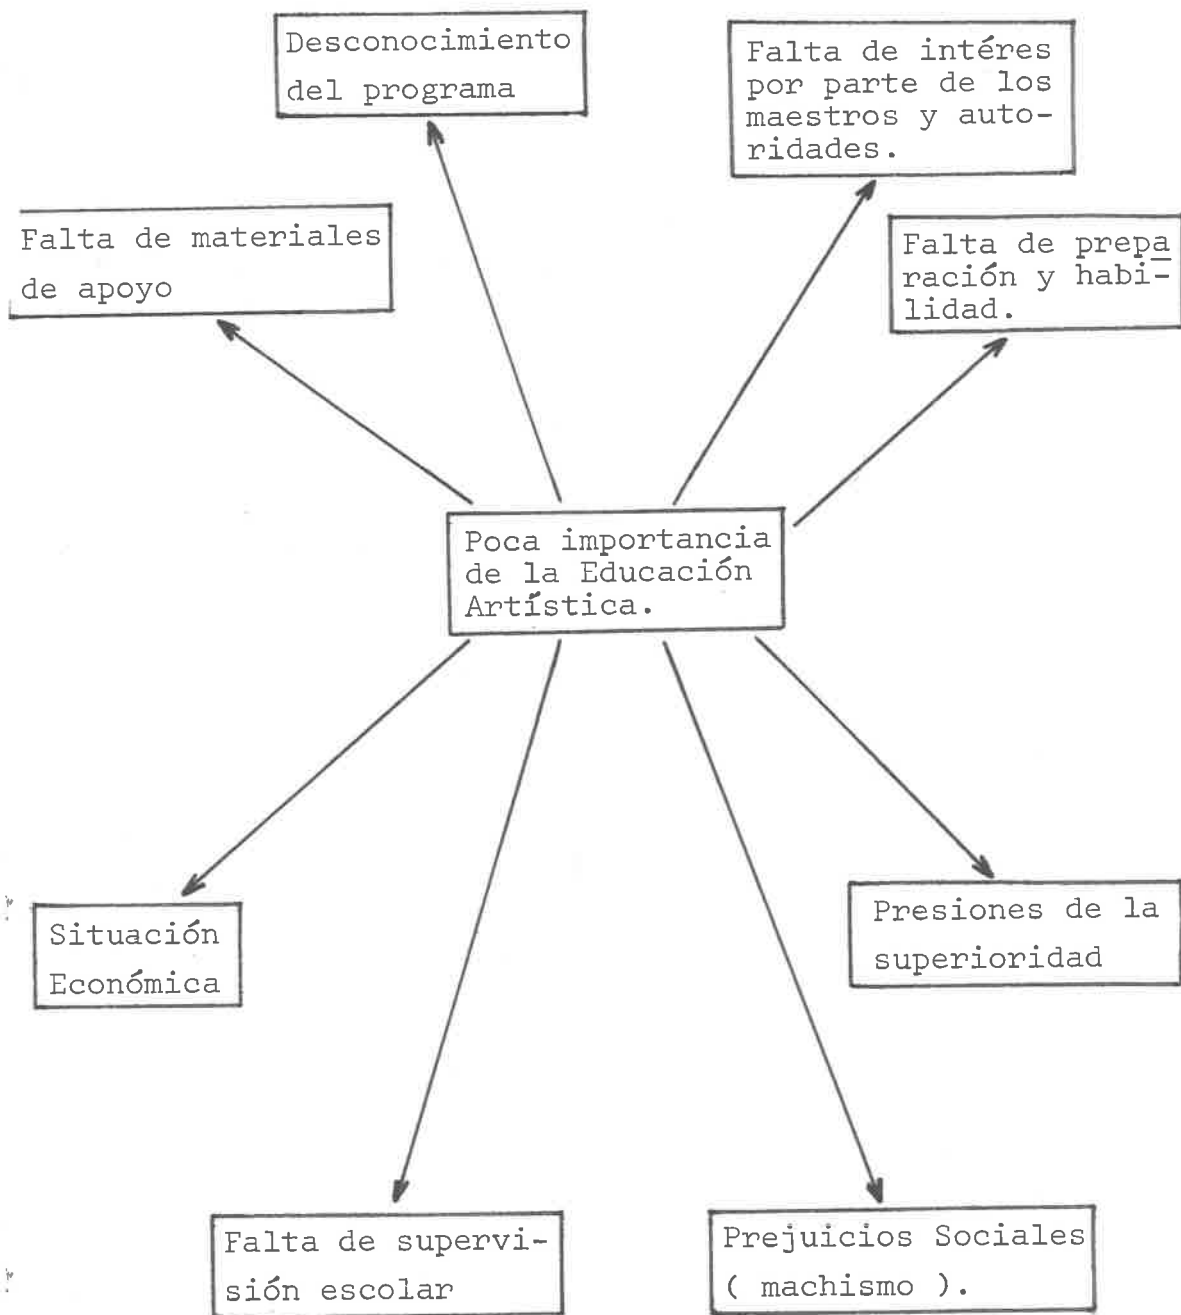 Desconocimiento
del programa
Falta de intéres
por parte de los
maestros y auto-
ridades.
Falta de materiales
de apoyo
Falta de prepa
ración y habi-
lidad.
Poca importancia
de la Educación
Artística.
Situación
Económica
Presiones de la
superioridad
Falta de supervi-
sión escolar
Prejuicios Sociales
( machismo ).